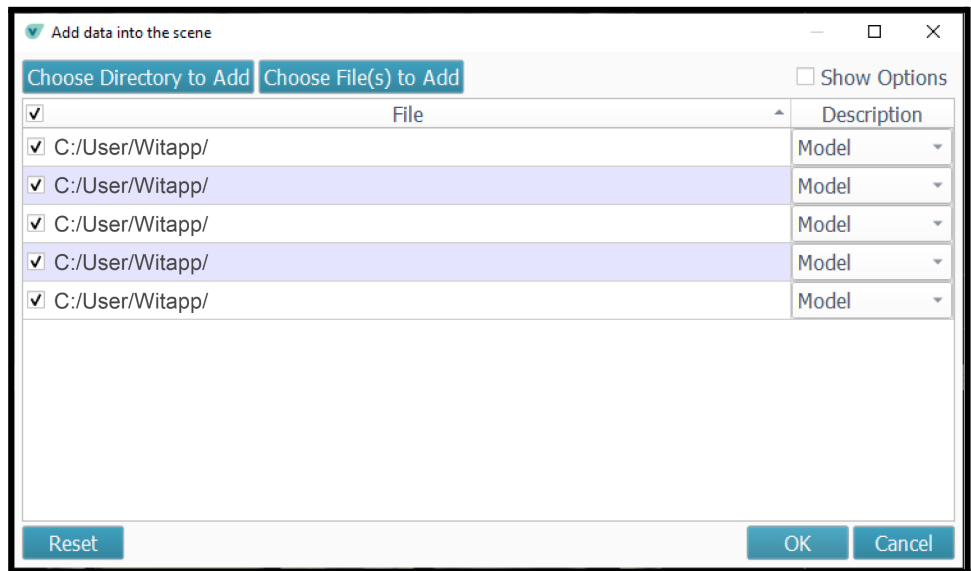 Add data into the scene
Choose Directory to Add Choose File(s) to Add Show Options
File Description
C:/User/Witapp/ Model
C:/User/Witapp/ Model
C:/User/Witapp/ Model
C:/User/Witapp/ Model
C:/User/Witapp/ Model
Reset OK Cancel